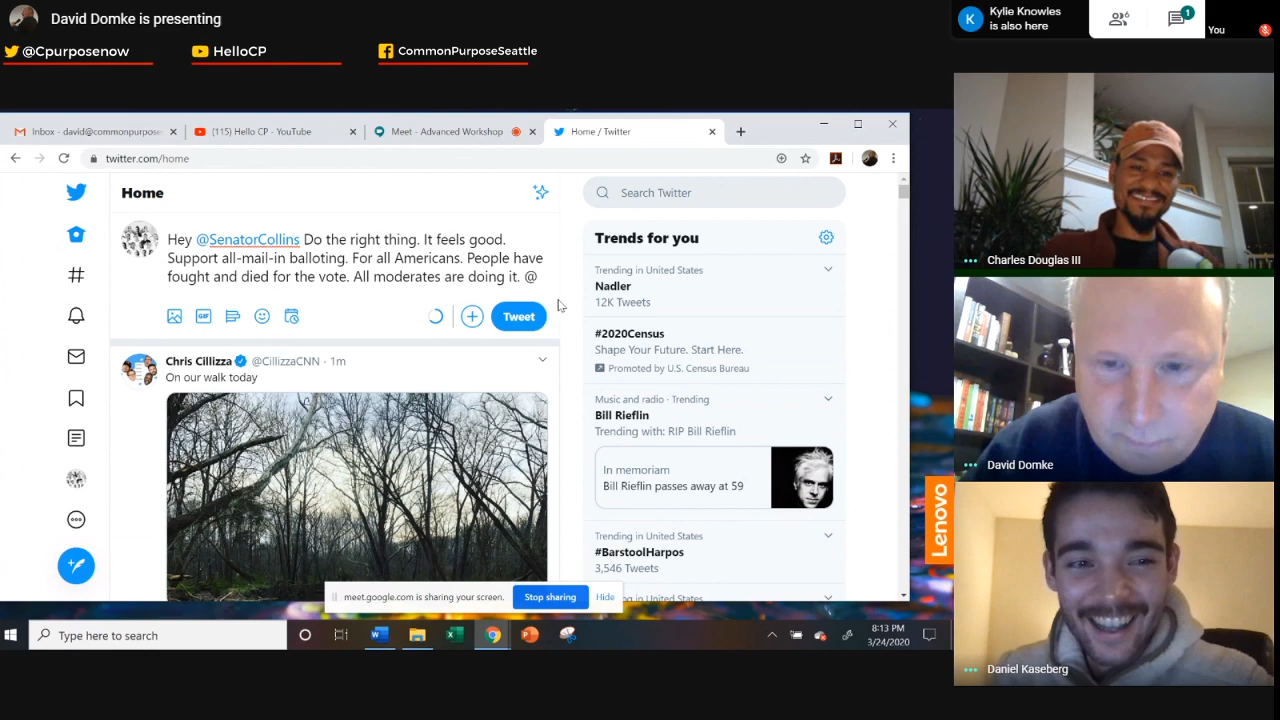 David Domke is presenting
@Cpurposenow
HelloCP
CommonPurposeSeattle
K
Kylie Knowles
is also here
6
1
You
Inbox - david@commonpurpose
(115) Hello CP - YouTube
Meet - Advanced Workshop
Home / Twitter
twitter.com/home
Home
Hey @SenatorCollins Do the right thing. It feels good.
Support all-mail-in balloting. For all Americans. People have
fought and died for the vote. All moderates are doing it. @
GIF
Tweet
Chris Cillizza @CillizzaCNN · 1m
On our walk today
Search Twitter
Trends for you
Trending in United States
Nadler
12K Tweets
#2020Census
Shape Your Future. Start Here.
Promoted by U.S. Census Bureau
Music and radio · Trending
Bill Rieflin
Trending with: RIP Bill Rieflin
In memoriam
Bill Rieflin passes away at 59
Trending in United States
#BarstoolHarpos
3,546 Tweets
ng in United States
meet.google.com is sharing your screen.
Stop sharing
Hide
Type here to search
8:13 PM
3/24/2020
Charles Douglas III
David Domke
Lenovo
Daniel Kaseberg